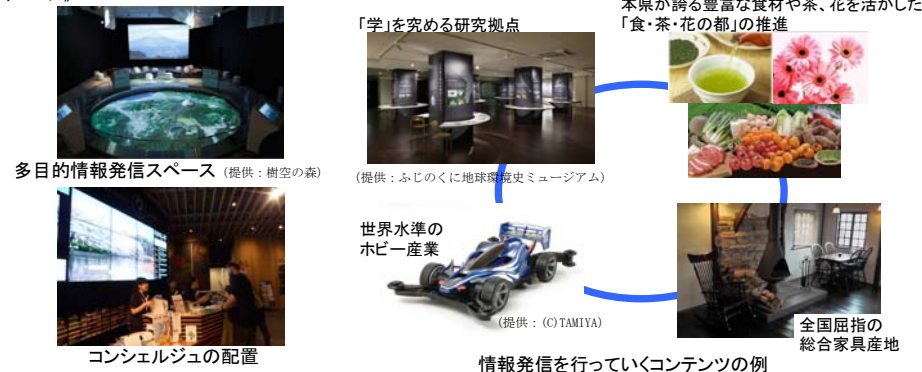 多目的情報発信スペース (提供:樹空の森)
コンシェルジュの配置
「学」を究める研究拠点
(提供:ふじのくに地球環境史ミュージアム)
本県が誇る豊富な食材や茶、花を活かした
「食・茶・花の都」の推進
世界水準の
ホビー産業
(提供:(C)TAMIYA)
全国屈指の
総合家具産地
情報発信を行っていくコンテンツの例